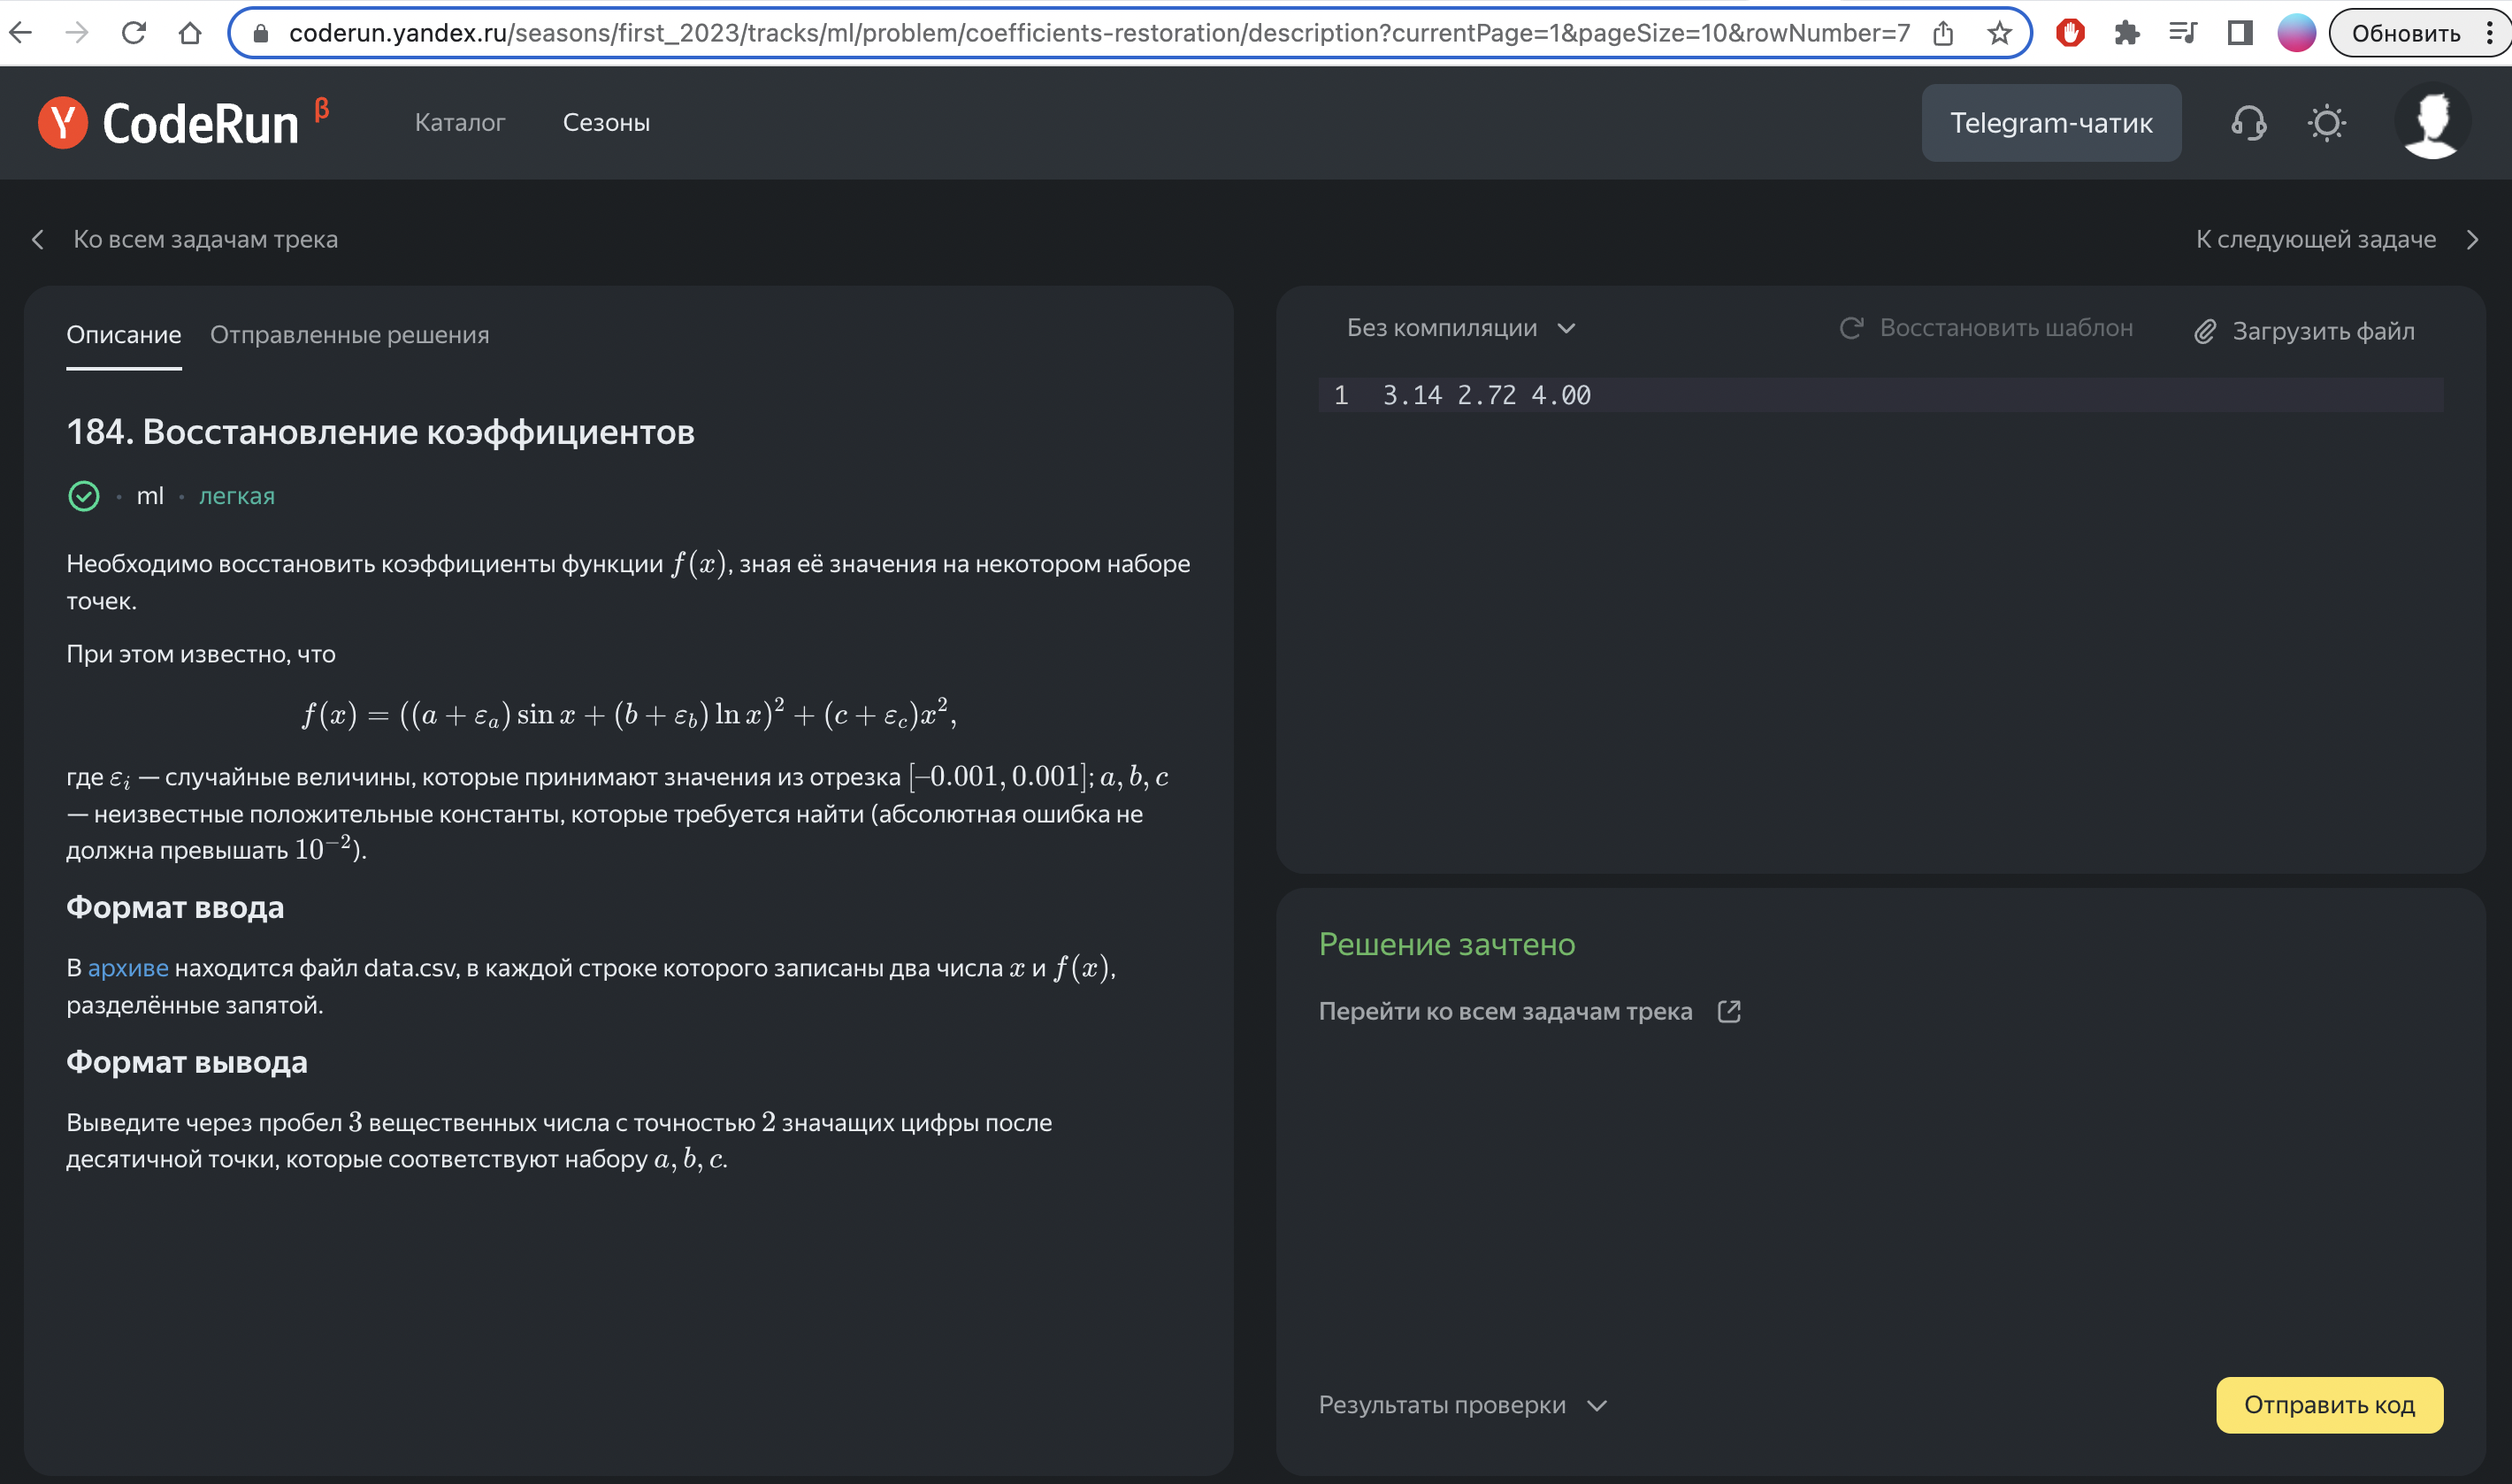 coderun.yandex.ru/seasons/first_2023/tracks/ml/problem/coefficients-restoration/description?currentPage=1&pageSize=10&rowNumber=7
Обновить
Y CodeRun β
Каталог
Сезоны
Telegram-чатик
Ко всем задачам трека
К следующей задаче
Описание
Отправленные решения
184. Восстановление коэффициентов
· ml · легкая
Необходимо восстановить коэффициенты функции f(x), зная её значения на некотором наборе
точек.
При этом известно, что
f(x) = ((a + ε_a) sin x + (b + ε_b) ln x)² + (c + ε_c)x²,
где ε_i — случайные величины, которые принимают значения из отрезка [–0.001, 0.001]; a, b, c
— неизвестные положительные константы, которые требуется найти (абсолютная ошибка не
должна превышать 10⁻²).
Формат ввода
В архиве находится файл data.csv, в каждой строке которого записаны два числа x и f(x),
разделённые запятой.
Формат вывода
Выведите через пробел 3 вещественных числа с точностью 2 значащих цифры после
десятичной точки, которые соответствуют набору a, b, c.
Без компиляции
Восстановить шаблон
Загрузить файл
1 3.14 2.72 4.00
Решение зачтено
Перейти ко всем задачам трека
Результаты проверки
Отправить код